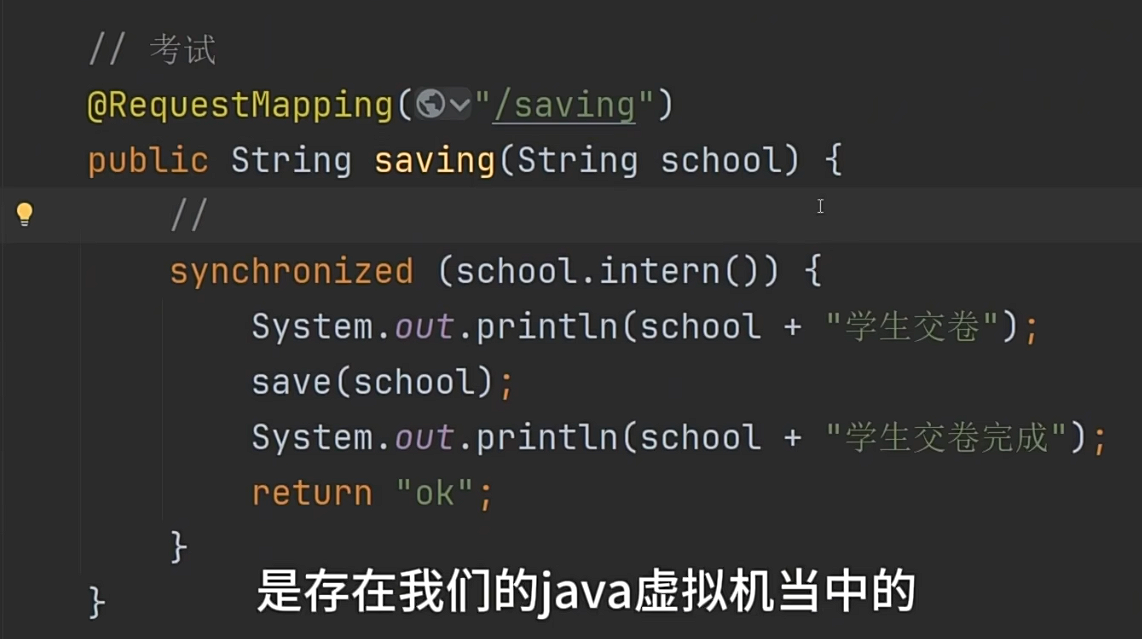 // 考试
@RequestMapping("/saving")
public String saving(String school) {
//
synchronized (school.intern()) {
System.out.println(school + "学生交卷");
save(school);
System.out.println(school + "学生交卷完成");
return "ok";
}
}
是存在我们的java虚拟机当中的